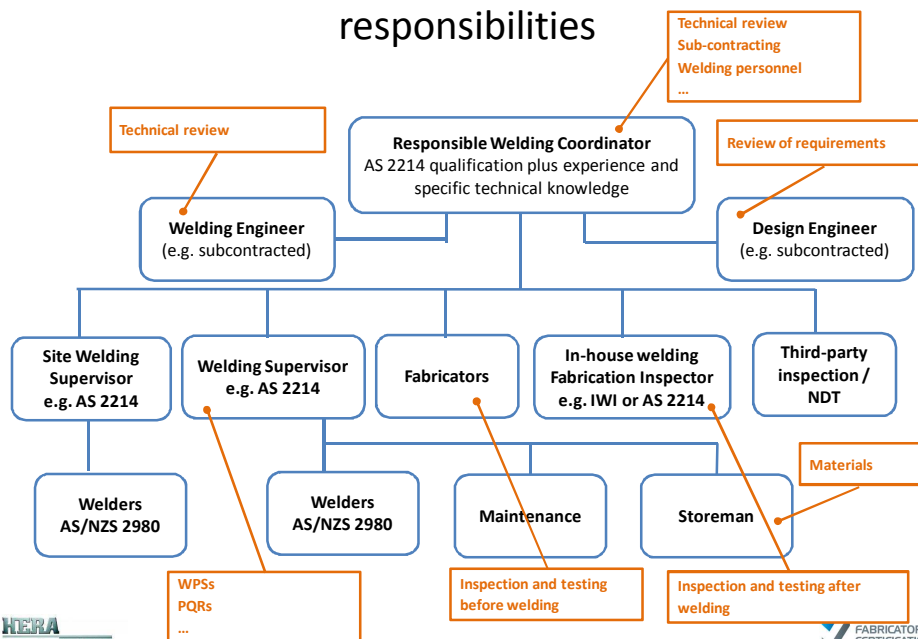 responsibilities
Technical review
Sub-contracting
Welding personnel
...
Technical review
Responsible Welding Coordinator
AS 2214 qualification plus experience and
specific technical knowledge
Review of requirements
Welding Engineer
(e.g. subcontracted)
Design Engineer
(e.g. subcontracted)
Site Welding
Supervisor
e.g. AS 2214
Welding Supervisor
e.g. AS 2214
Fabricators
In-house welding
Fabrication Inspector
e.g. IWI or AS 2214
Third-party
inspection /
NDT
Materials
Welders
AS/NZS 2980
Welders
AS/NZS 2980
Maintenance
Storeman
WPSs
PQRs
...
Inspection and testing
before welding
Inspection and testing after
welding
HERA
FABRICATOR